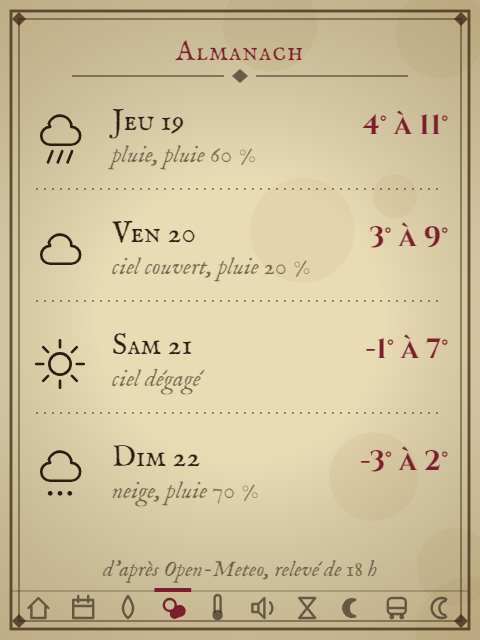 Almanach
Jeu 19
4° À 11°
pluie, pluie 60 %
Ven 20
3° À 9°
ciel couvert, pluie 20 %
Sam 21
-1° À 7°
ciel dégagé
Dim 22
-3° À 2°
neige, pluie 70 %
d'après Open-Meteo, relevé de 18 h